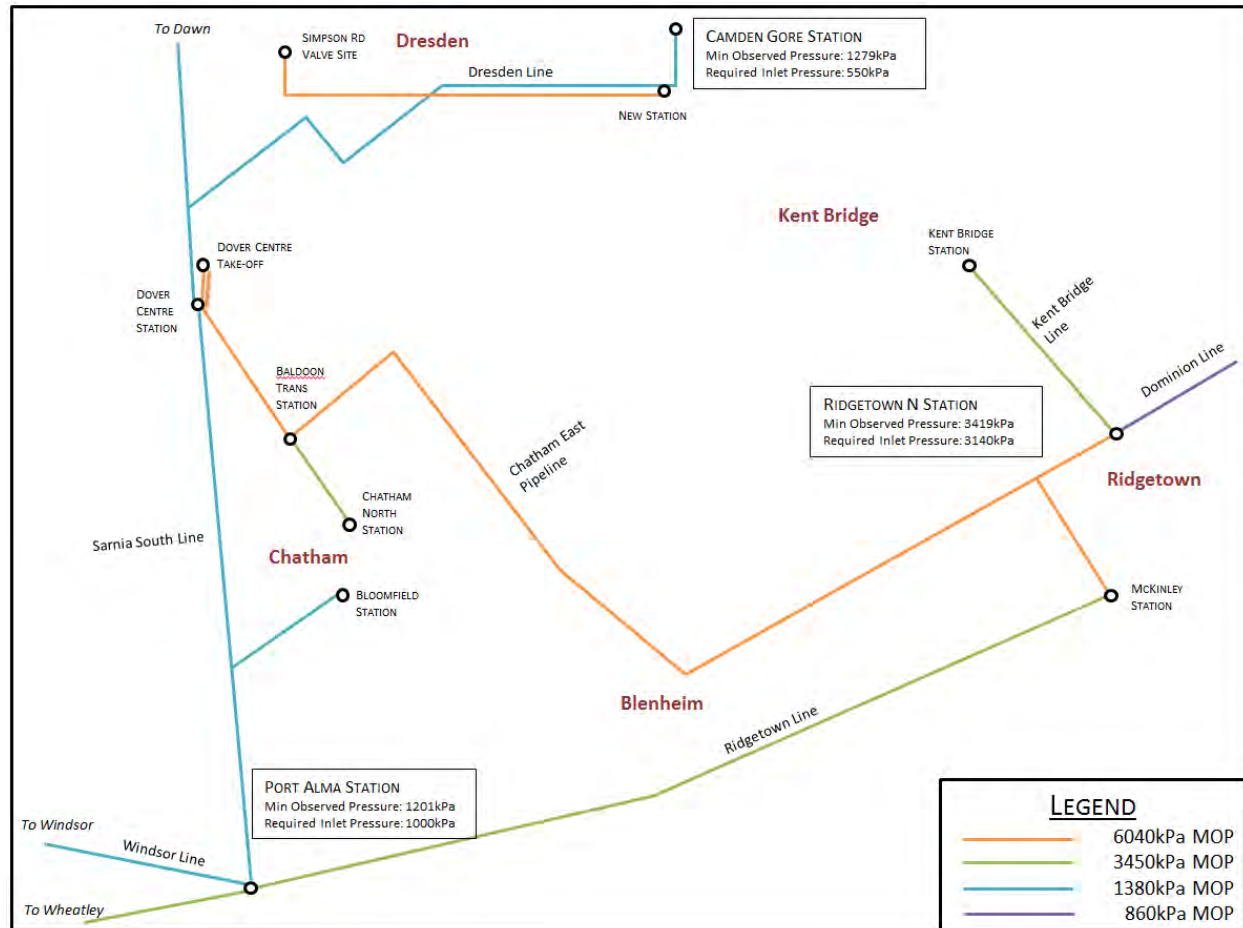 To Dawn
SIMPSON RD
VALVE SITE
Dresden
Dresden Line
CAMDEN GORE STATION
Min Observed Pressure: 1279kPa
Required Inlet Pressure: 550kPa
NEW STATION
Kent Bridge
KENT BRIDGE
STATION
DOVER CENTRE
TAKE-OFF
DOVER
CENTRE
STATION
Kent Bridge
Line
BALDOON
TRANS
STATION
Dominion Line
RIDGETOWN N STATION
Min Observed Pressure: 3419kPa
Required Inlet Pressure: 3140kPa
Chatham East
Pipeline
Ridgetown
CHATHAM
NORTH
STATION
Sarnia South Line
Chatham
BLOOMFIELD
STATION
MCKINLEY
STATION
Blenheim
Ridgetown Line
PORT ALMA STATION
Min Observed Pressure: 1201kPa
Required Inlet Pressure: 1000kPa
To Windsor
Windsor Line
To Wheatley
LEGEND
6040kPa MOP
3450kPa MOP
1380kPa MOP
860kPa MOP